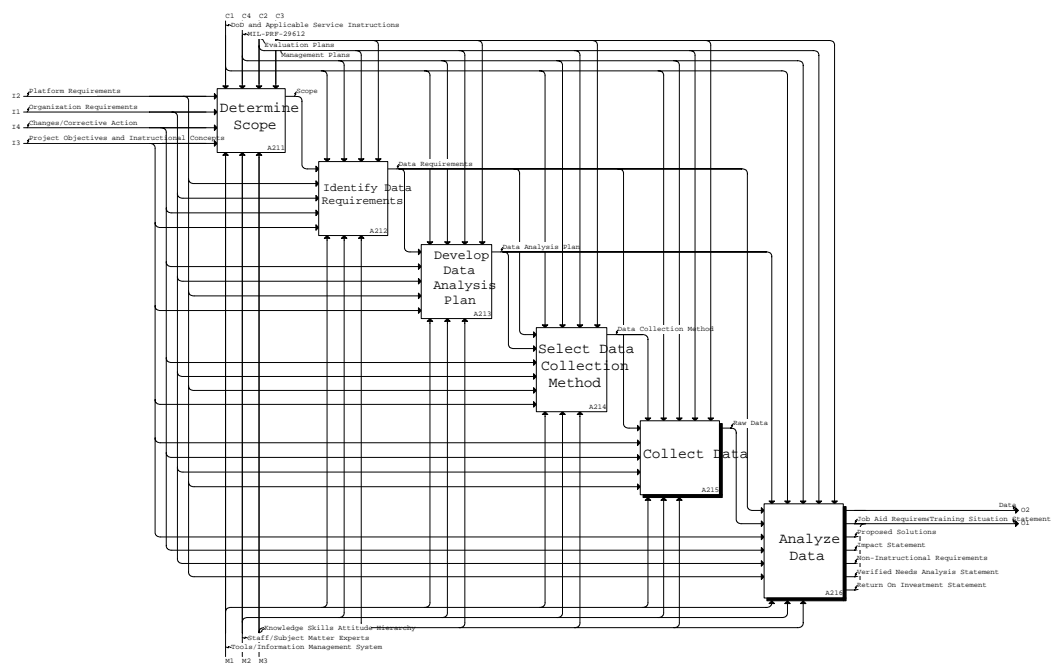 C1 C4 C2 C3
DoD and Applicable Service Instructions
MIL-PRF-29612
Evaluation Plans
Management Plans
I2 Platform Requirements
Scope
I1 Organization Requirements
Determine
Scope
A211
I4 Changes/Corrective Action
I3 Project Objectives and Instructional Concepts
Data Requirements
Identify Data
Requirements
A212
Data Analysis Plan
Develop
Data
Analysis
Plan
A213
Data Collection Method
Select Data
Collection
Method
A214
Raw Data
Collect Data
A215
Data O2
Job Aid Requireme
Training Situation Statement
O1
Proposed Solutions
Analyze
Data
A216
Impact Statement
Non-Instructional Requirements
Verified Needs Analysis Statement
Return On Investment Statement
Knowledge Skills Attitude Hierarchy
Staff/Subject Matter Experts
Tools/Information Management System
M1 M2 M3